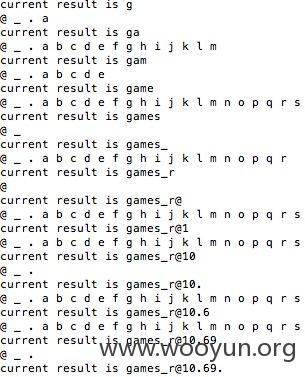 current result is g
@ _ . a
current result is ga
@ _ . a b c d e f g h i j k l m
current result is gam
@ _ . a b c d e
current result is game
@ _ . a b c d e f g h i j k l m n o p q r s
current result is games
@ _
current result is games_
@ _ . a b c d e f g h i j k l m n o p q r
current result is games_r
@
current result is games_r@
@ _ . a b c d e f g h i j k l m n o p q r s
current result is games_r@1
@ _ . a b c d e f g h i j k l m n o p q r s
current result is games_r@10
@ _ .
current result is games_r@10.
@ _ . a b c d e f g h i j k l m n o p q r s
current result is games_r@10.6
@ _ . a b c d e f g h i j k l m n o p q r s
current result is games_r@10.69
@ _ .
current result is games_r@10.69.
www.wooyun.org